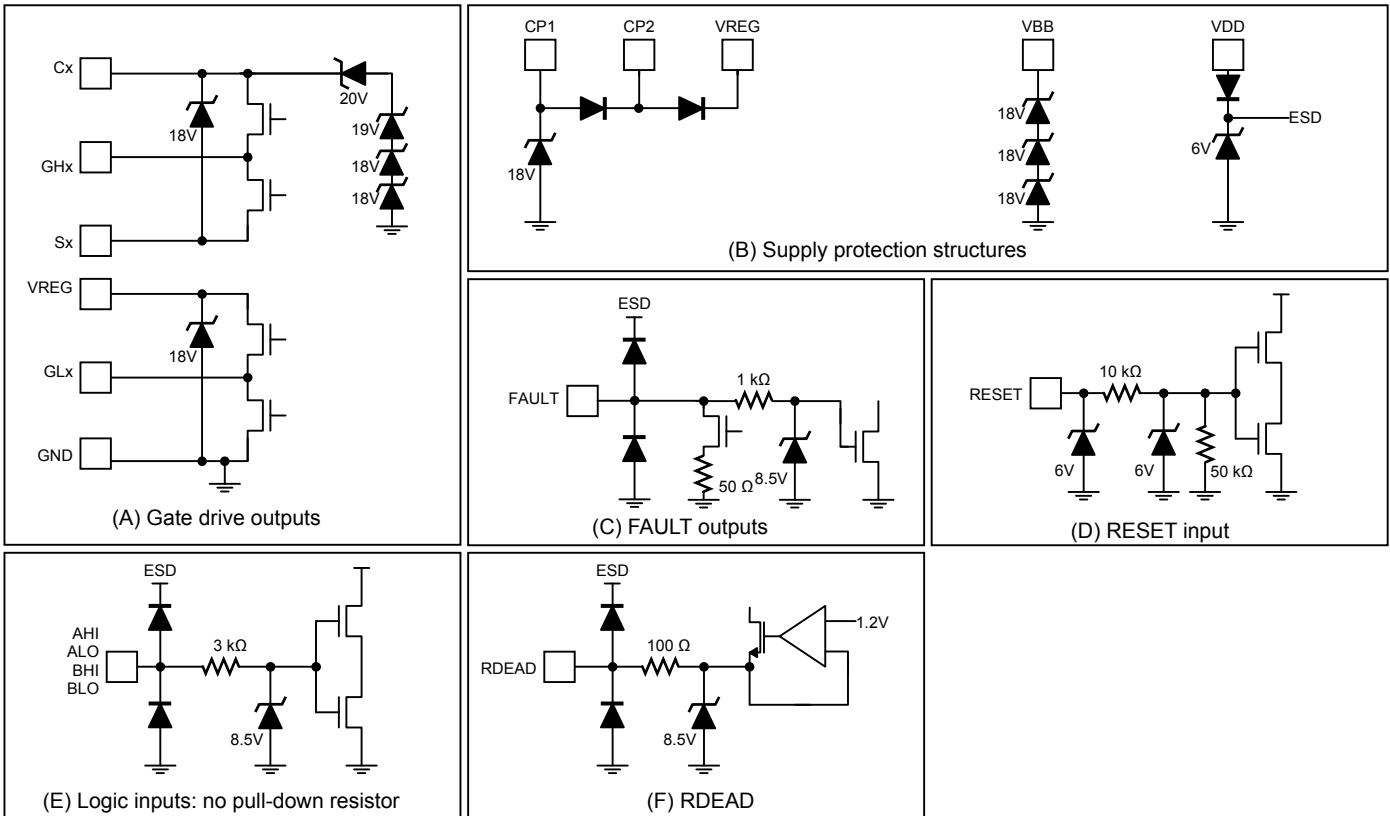 Cx
20V
18V
19V
GHx
18V
18V
Sx
VREG
18V
GLx
GND
(A) Gate drive outputs
CP1 CP2 VREG VBB VDD
18V
ESD
18V
6V
18V
18V
(B) Supply protection structures
ESD
1 kΩ
FAULT
50 Ω 8.5V
(C) FAULT outputs
10 kΩ
RESET
6V 6V 50 kΩ
(D) RESET input
ESD
AHI
ALO
BHI
BLO
3 kΩ
8.5V
(E) Logic inputs: no pull-down resistor
ESD
1.2V
100 Ω
RDEAD
8.5V
(F) RDEAD